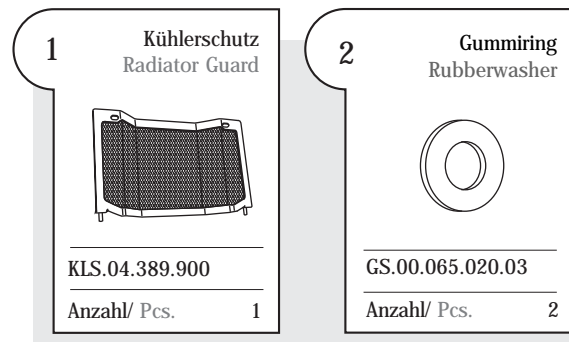 1
Kühlerschutz
Radiator Guard
KLS.04.389.900
Anzahl/ Pcs. 1
2
Gummiring
Rubberwasher
GS.00.065.020.03
Anzahl/ Pcs. 2